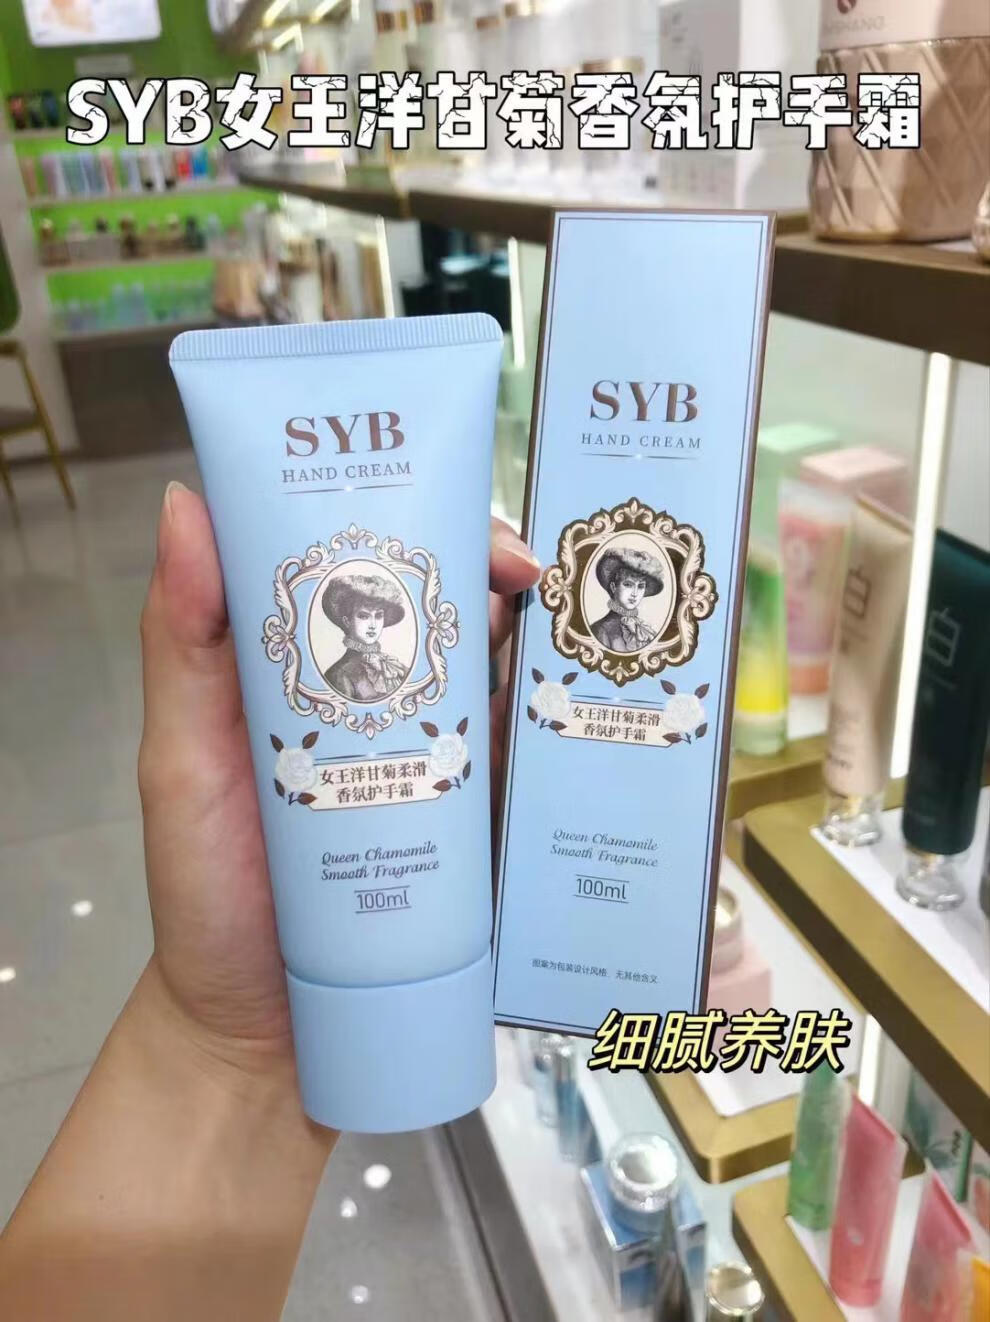 SYB女王洋甘菊香氛护手霜
SYB
HAND CREAM
女王洋甘菊柔滑
香氛护手霜
Queen Chamomile
Smooth Fragrance
100ml
SYB
HAND CREAM
女王洋甘菊柔滑
香氛护手霜
Queen Chamomile
Smooth Fragrance
100ml
图案为包装设计风格，无其他含义
细腻养肤